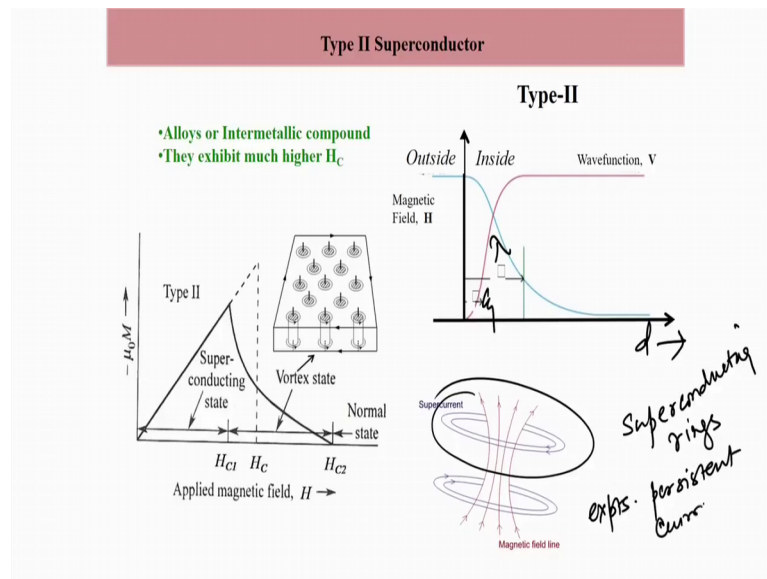 Type II Superconductor
Type-II
•Alloys or Intermetallic compound
•They exhibit much higher HC
Outside
Inside
Wavefunction, V
Magnetic
Field, H
λ
d →
Type II
Super-
conducting
state
Vortex state
Normal
state
−μ₀M →
HC1 HC HC2
Applied magnetic field, H →
Supercurrent
Magnetic field line
Superconducting
rings
expts. persistent